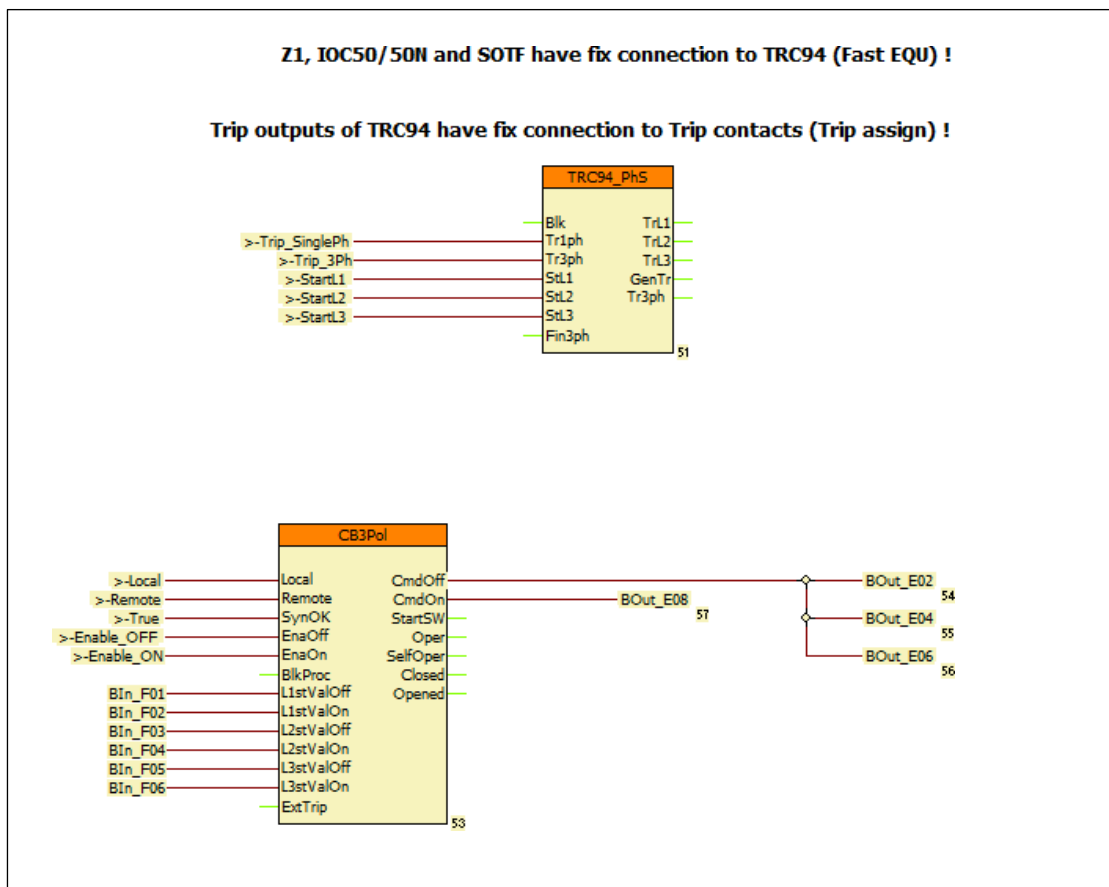 Z1, IOC50/50N and SOTF have fix connection to TRC94 (Fast EQU) !
Trip outputs of TRC94 have fix connection to Trip contacts (Trip assign) !
TRC94_PhS
Blk TrL1
>-Trip_SinglePh Tr1ph TrL2
>-Trip_3Ph Tr3ph TrL3
>-StartL1 StL1 GenTr
>-StartL2 StL2 Tr3ph
>-StartL3 StL3
Fin3ph
51
CB3Pol
>-Local Local CmdOff BOut_E02
54
>-Remote Remote CmdOn BOut_E08
57
>-True SynOK StartSW BOut_E04
55
>-Enable_OFF EnaOff Oper
>-Enable_ON EnaOn SelfOper BOut_E06
56
BlkProc Closed
BIn_F01 L1stValOff Opened
BIn_F02 L1stValOn
BIn_F03 L2stValOff
BIn_F04 L2stValOn
BIn_F05 L3stValOff
BIn_F06 L3stValOn
ExtTrip
53